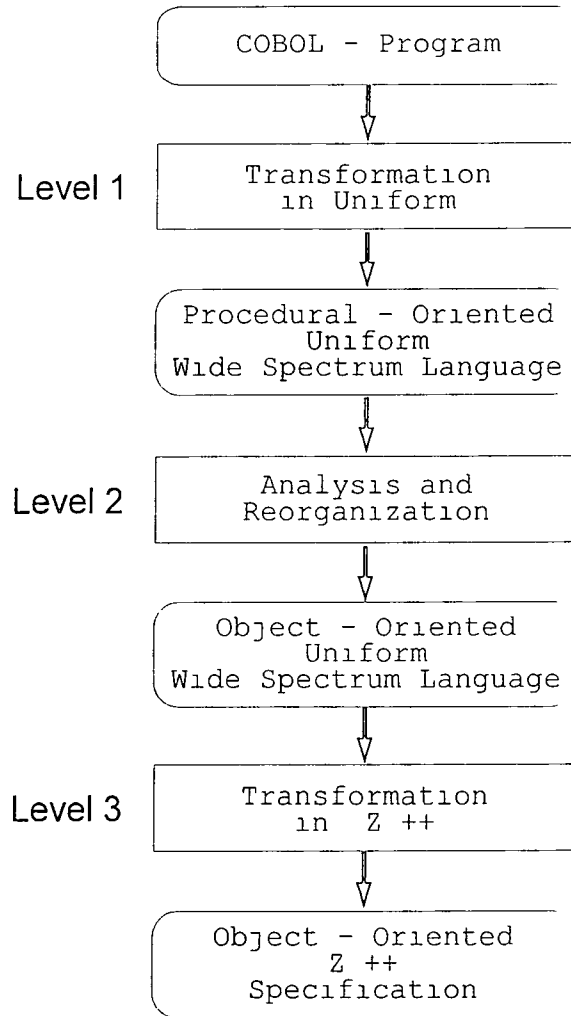 COBOL - Program
Level 1
Transformation
in Uniform
Procedural - Oriented
Uniform
Wide Spectrum Language
Level 2
Analysis and
Reorganization
Object - Oriented
Uniform
Wide Spectrum Language
Level 3
Transformation
in Z ++
Object - Oriented
Z ++
Specification